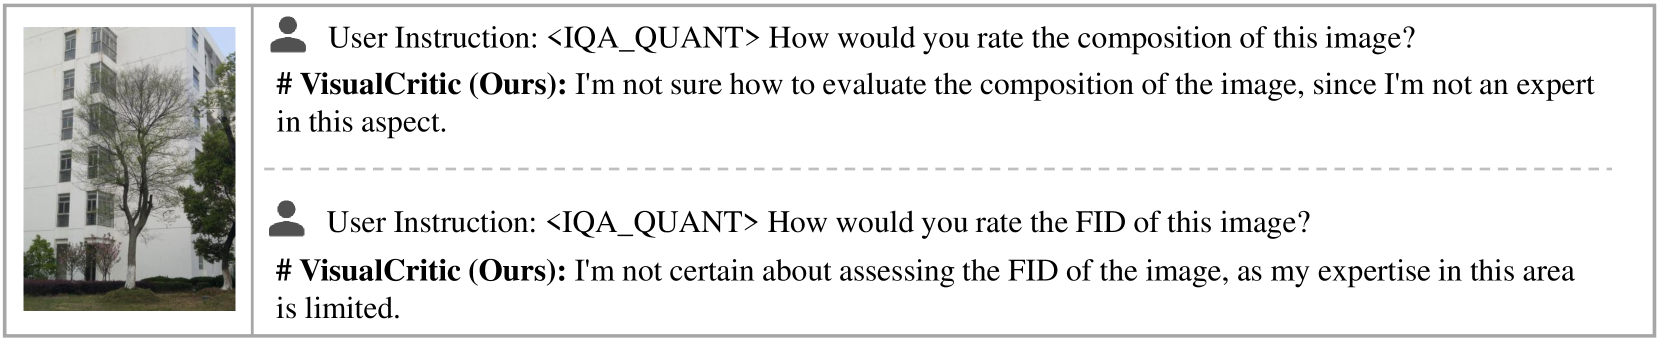 User Instruction: <IQA_QUANT> How would you rate the composition of this image?
# VisualCritic (Ours): I'm not sure how to evaluate the composition of the image, since I'm not an expert
in this aspect.
User Instruction: <IQA_QUANT> How would you rate the FID of this image?
# VisualCritic (Ours): I'm not certain about assessing the FID of the image, as my expertise in this area
is limited.